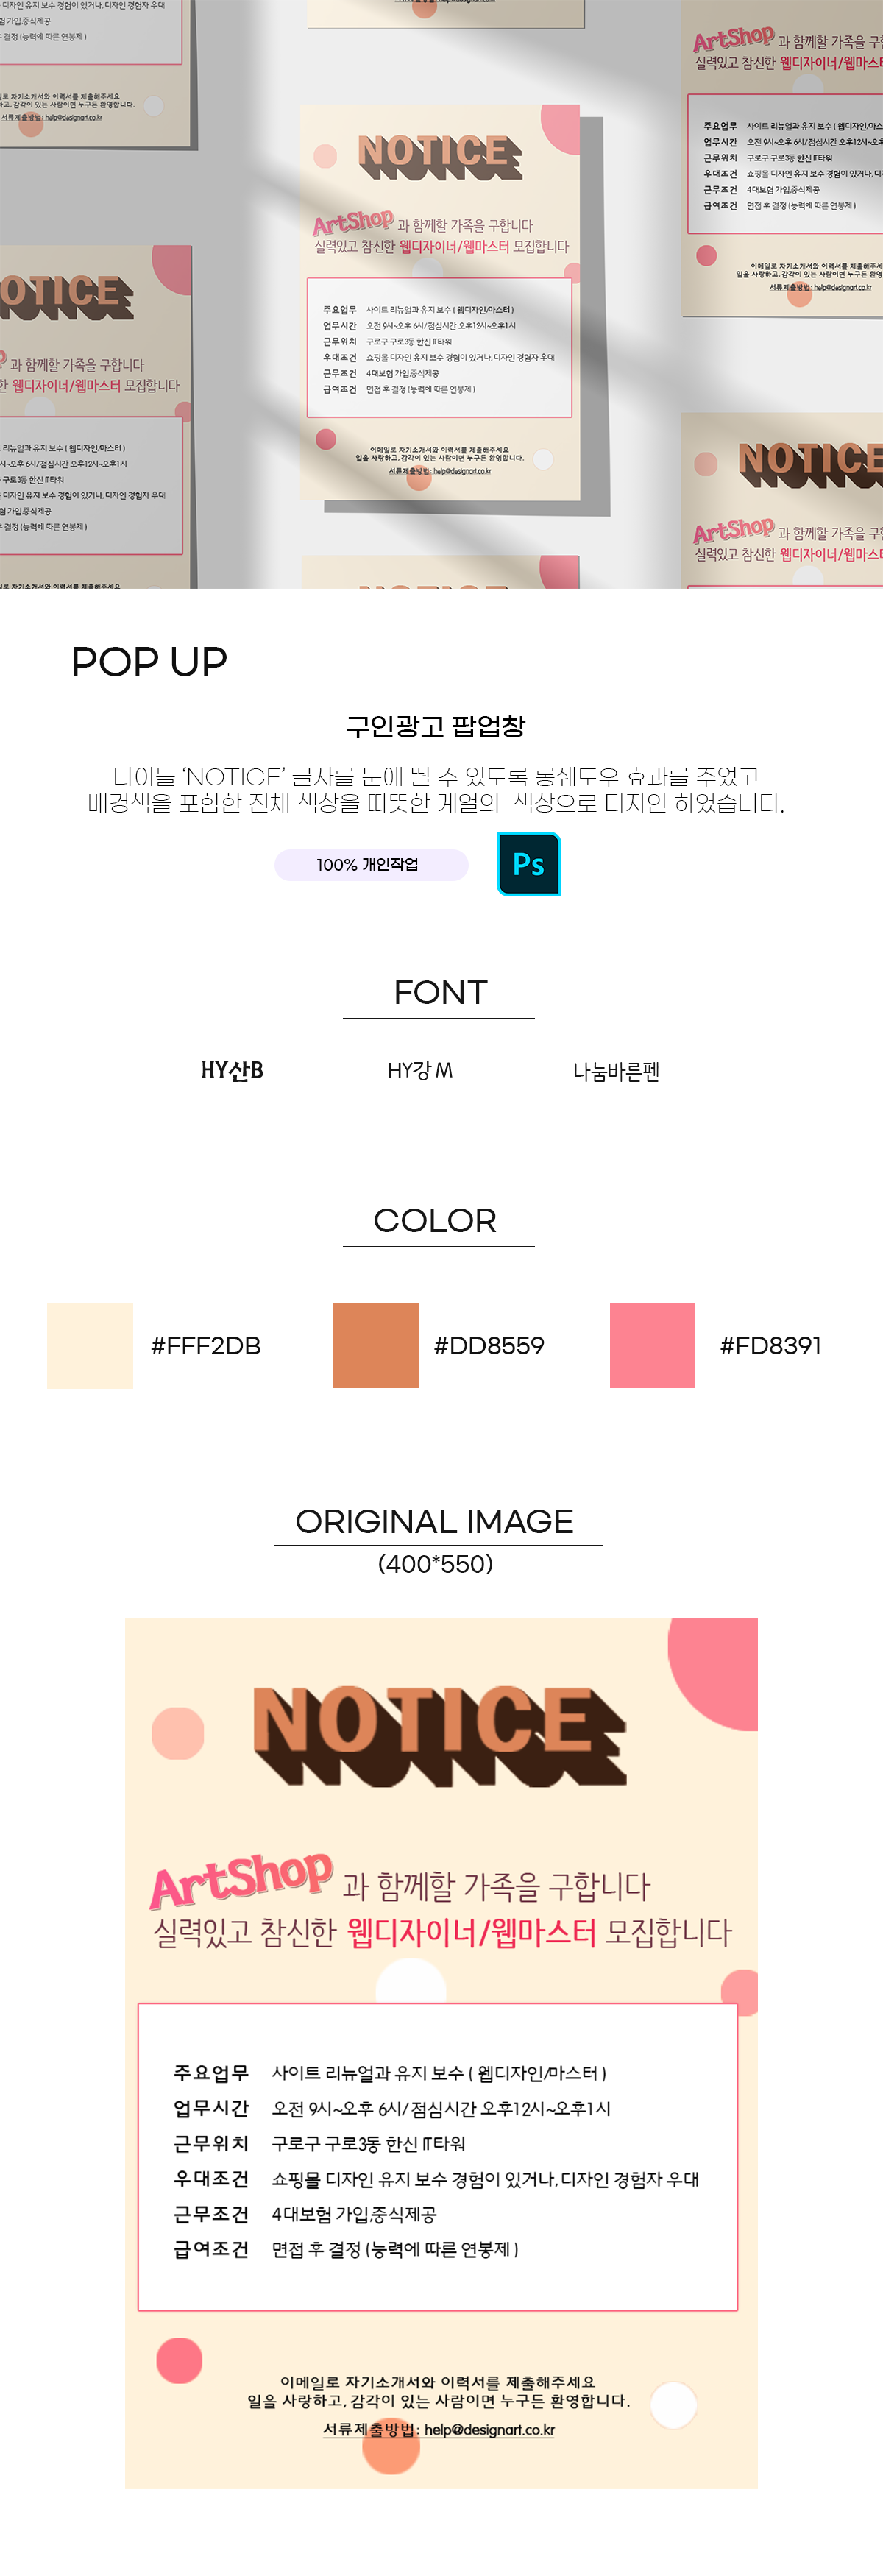 NOTICE
ArtShop 과 함께할 가족을 구합니다
실력있고 참신한 웹디자이너/웹마스터 모집합니다
주요업무 사이트 리뉴얼과 유지 보수 ( 웹디자인/마스터 )
업무시간 오전 9시~오후 6시/점심시간 오후12시~오후1시
근무위치 구로구 구로3동 한신 IT타워
우대조건 쇼핑몰 디자인 유지 보수 경험이 있거나, 디자인 경험자 우대
근무조건 4대보험 가입,중식제공
급여조건 면접 후 결정 (능력에 따른 연봉제 )
이메일로 자기소개서와 이력서를 제출해주세요
일을 사랑하고, 감각이 있는 사람이면 누구든 환영합니다.
서류제출방법: help@designart.co.kr
POP UP
구인광고 팝업창
타이틀 ‘NOTICE’ 글자를 눈에 띌 수 있도록 롱쉐도우 효과를 주었고
배경색을 포함한 전체 색상을 따뜻한 계열의 색상으로 디자인 하였습니다.
100% 개인작업
Ps
FONT
HY산B
HY강M
나눔바른펜
COLOR
#FFF2DB
#DD8559
#FD8391
ORIGINAL IMAGE
(400*550)
NOTICE
ArtShop 과 함께할 가족을 구합니다
실력있고 참신한 웹디자이너/웹마스터 모집합니다
주요업무 사이트 리뉴얼과 유지 보수 ( 웹디자인/마스터 )
업무시간 오전 9시~오후 6시/점심시간 오후12시~오후1시
근무위치 구로구 구로3동 한신 IT타워
우대조건 쇼핑몰 디자인 유지 보수 경험이 있거나, 디자인 경험자 우대
근무조건 4대보험 가입,중식제공
급여조건 면접 후 결정 (능력에 따른 연봉제 )
이메일로 자기소개서와 이력서를 제출해주세요
일을 사랑하고, 감각이 있는 사람이면 누구든 환영합니다.
서류제출방법: help@designart.co.kr